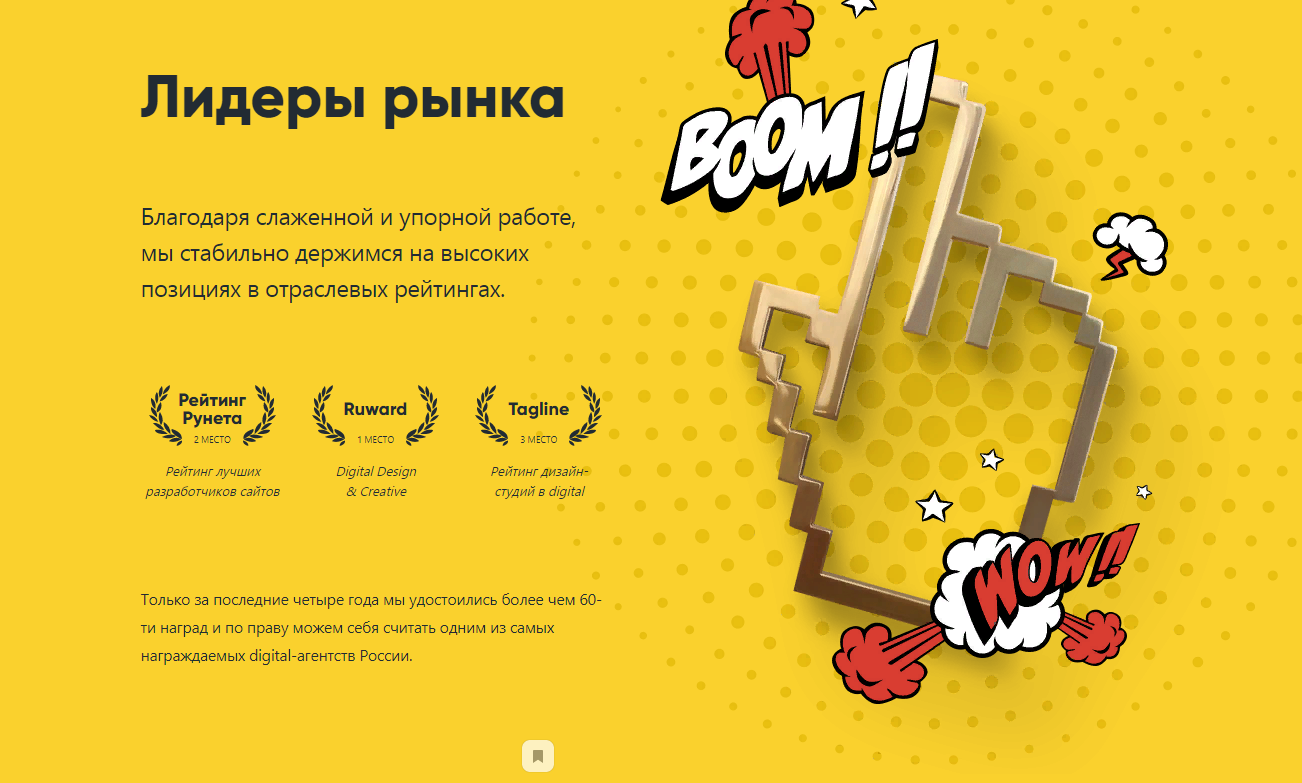 Лидеры рынка
BOOM!!
Благодаря слаженной и упорной работе,
мы стабильно держимся на высоких
позициях в отраслевых рейтингах.
Рейтинг
Рунета
2 МЕСТО
Рейтинг лучших
разработчиков сайтов
Ruward
1 МЕСТО
Digital Design
& Creative
Tagline
3 МЕСТО
Рейтинг дизайн-
студий в digital
WOW!!
Только за последние четыре года мы удостоились более чем 60-
ти наград и по праву можем себя считать одним из самых
награждаемых digital-агентств России.